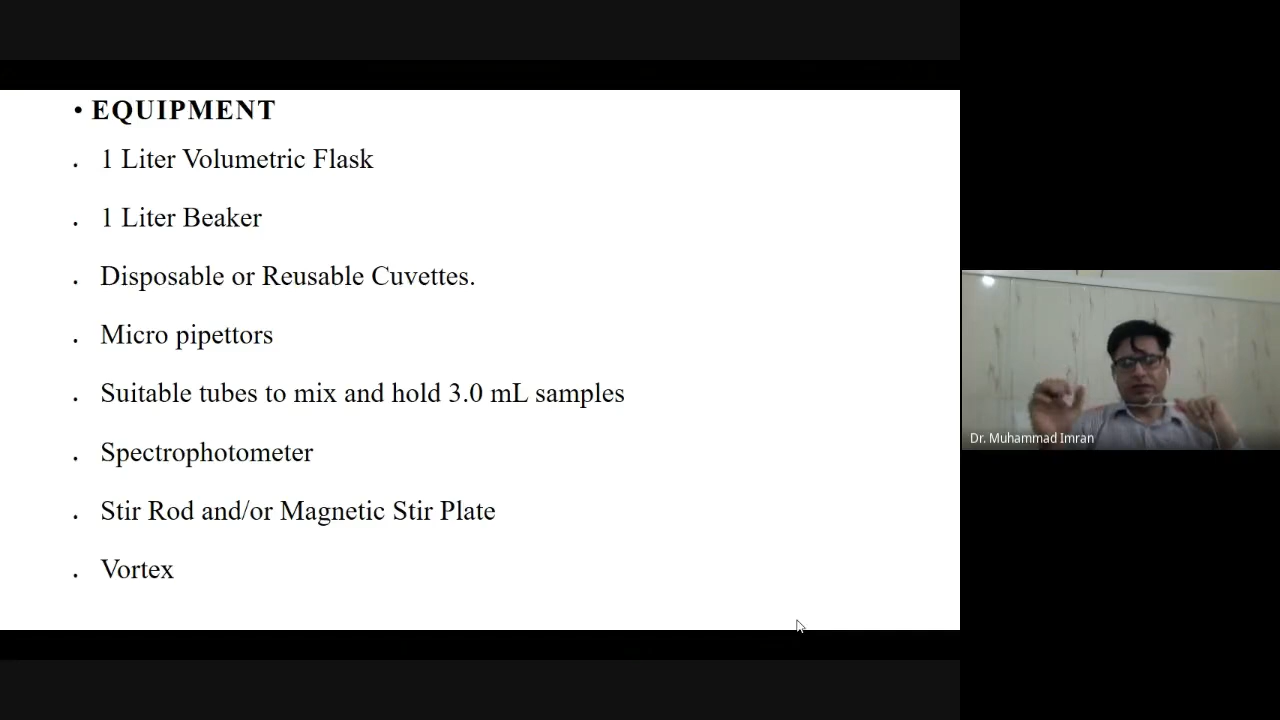 • EQUIPMENT
. 1 Liter Volumetric Flask
. 1 Liter Beaker
. Disposable or Reusable Cuvettes.
. Micro pipettors
. Suitable tubes to mix and hold 3.0 mL samples
. Spectrophotometer
. Stir Rod and/or Magnetic Stir Plate
. Vortex
Dr. Muhammad Imran